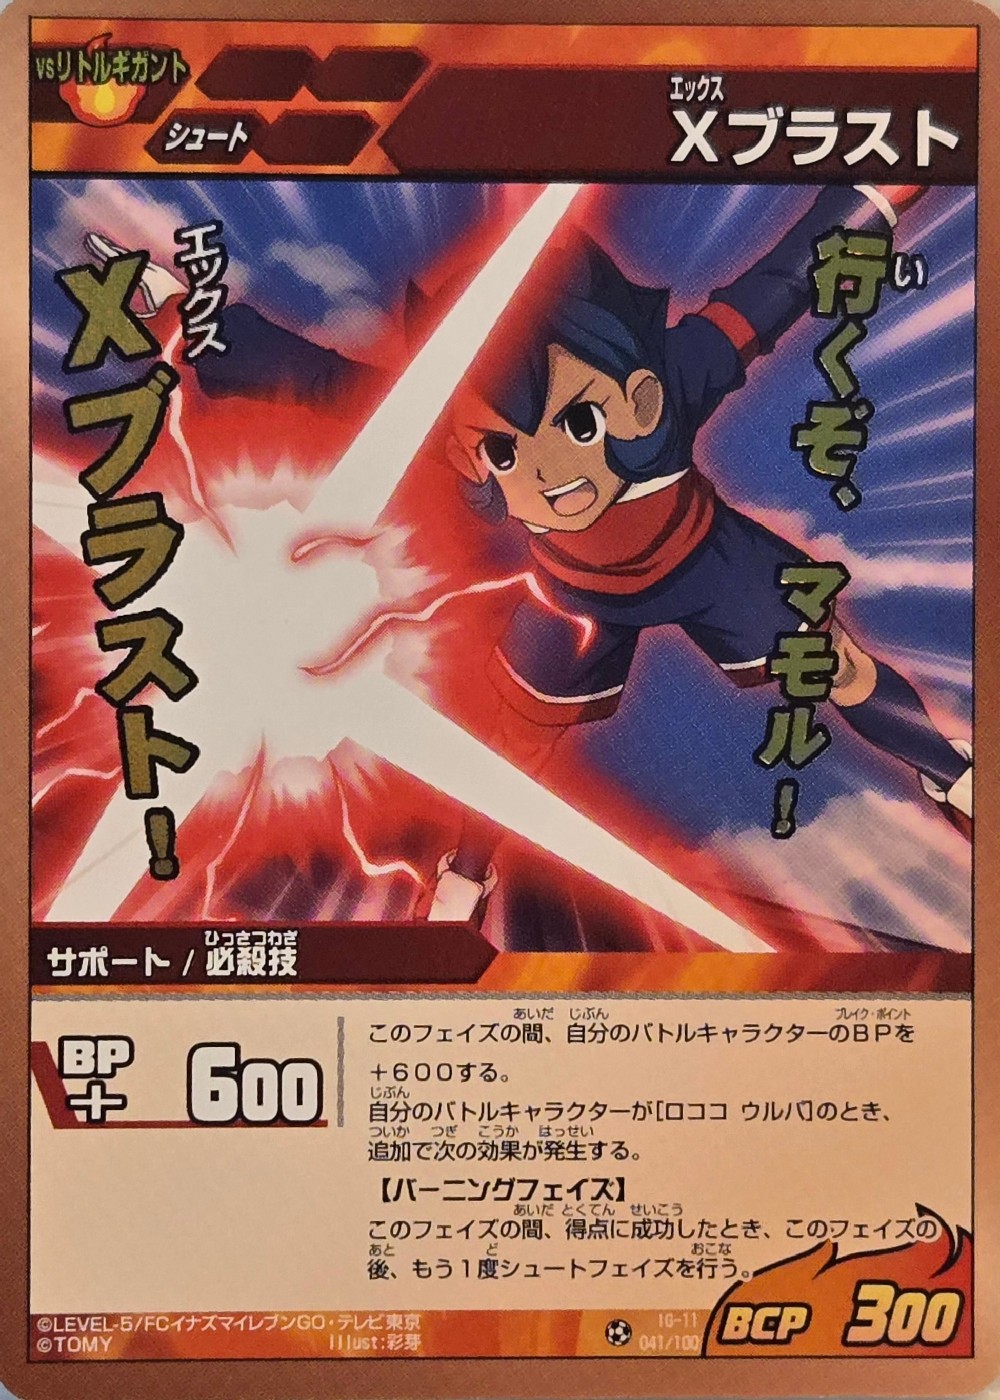 vsリトルギガント
シュート
エックス
Xブラスト
行くぞ、
い
マモル!
エックス
Xブラスト!
ひっさつわざ
サポート / 必殺技
BP
+ 600
あいだ じぶん ブレイク・ポイント
このフェイズの間、自分のバトルキャラクターのBPを
+600する。
じぶん
自分のバトルキャラクターが[ロココ ウルパ]のとき、
ついか つぎ こうか はっせい
追加で次の効果が発生する。
【バーニングフェイズ】
あいだ とくてん せいこう
このフェイズの間、得点に成功したとき、このフェイズの
あと ど おこな
後、もう1度シュートフェイズを行う。
BCP 300
©LEVEL-5/FCイナズマイレブンGO・テレビ東京
©TOMY
Illust:彩芽
IG-11
041/100